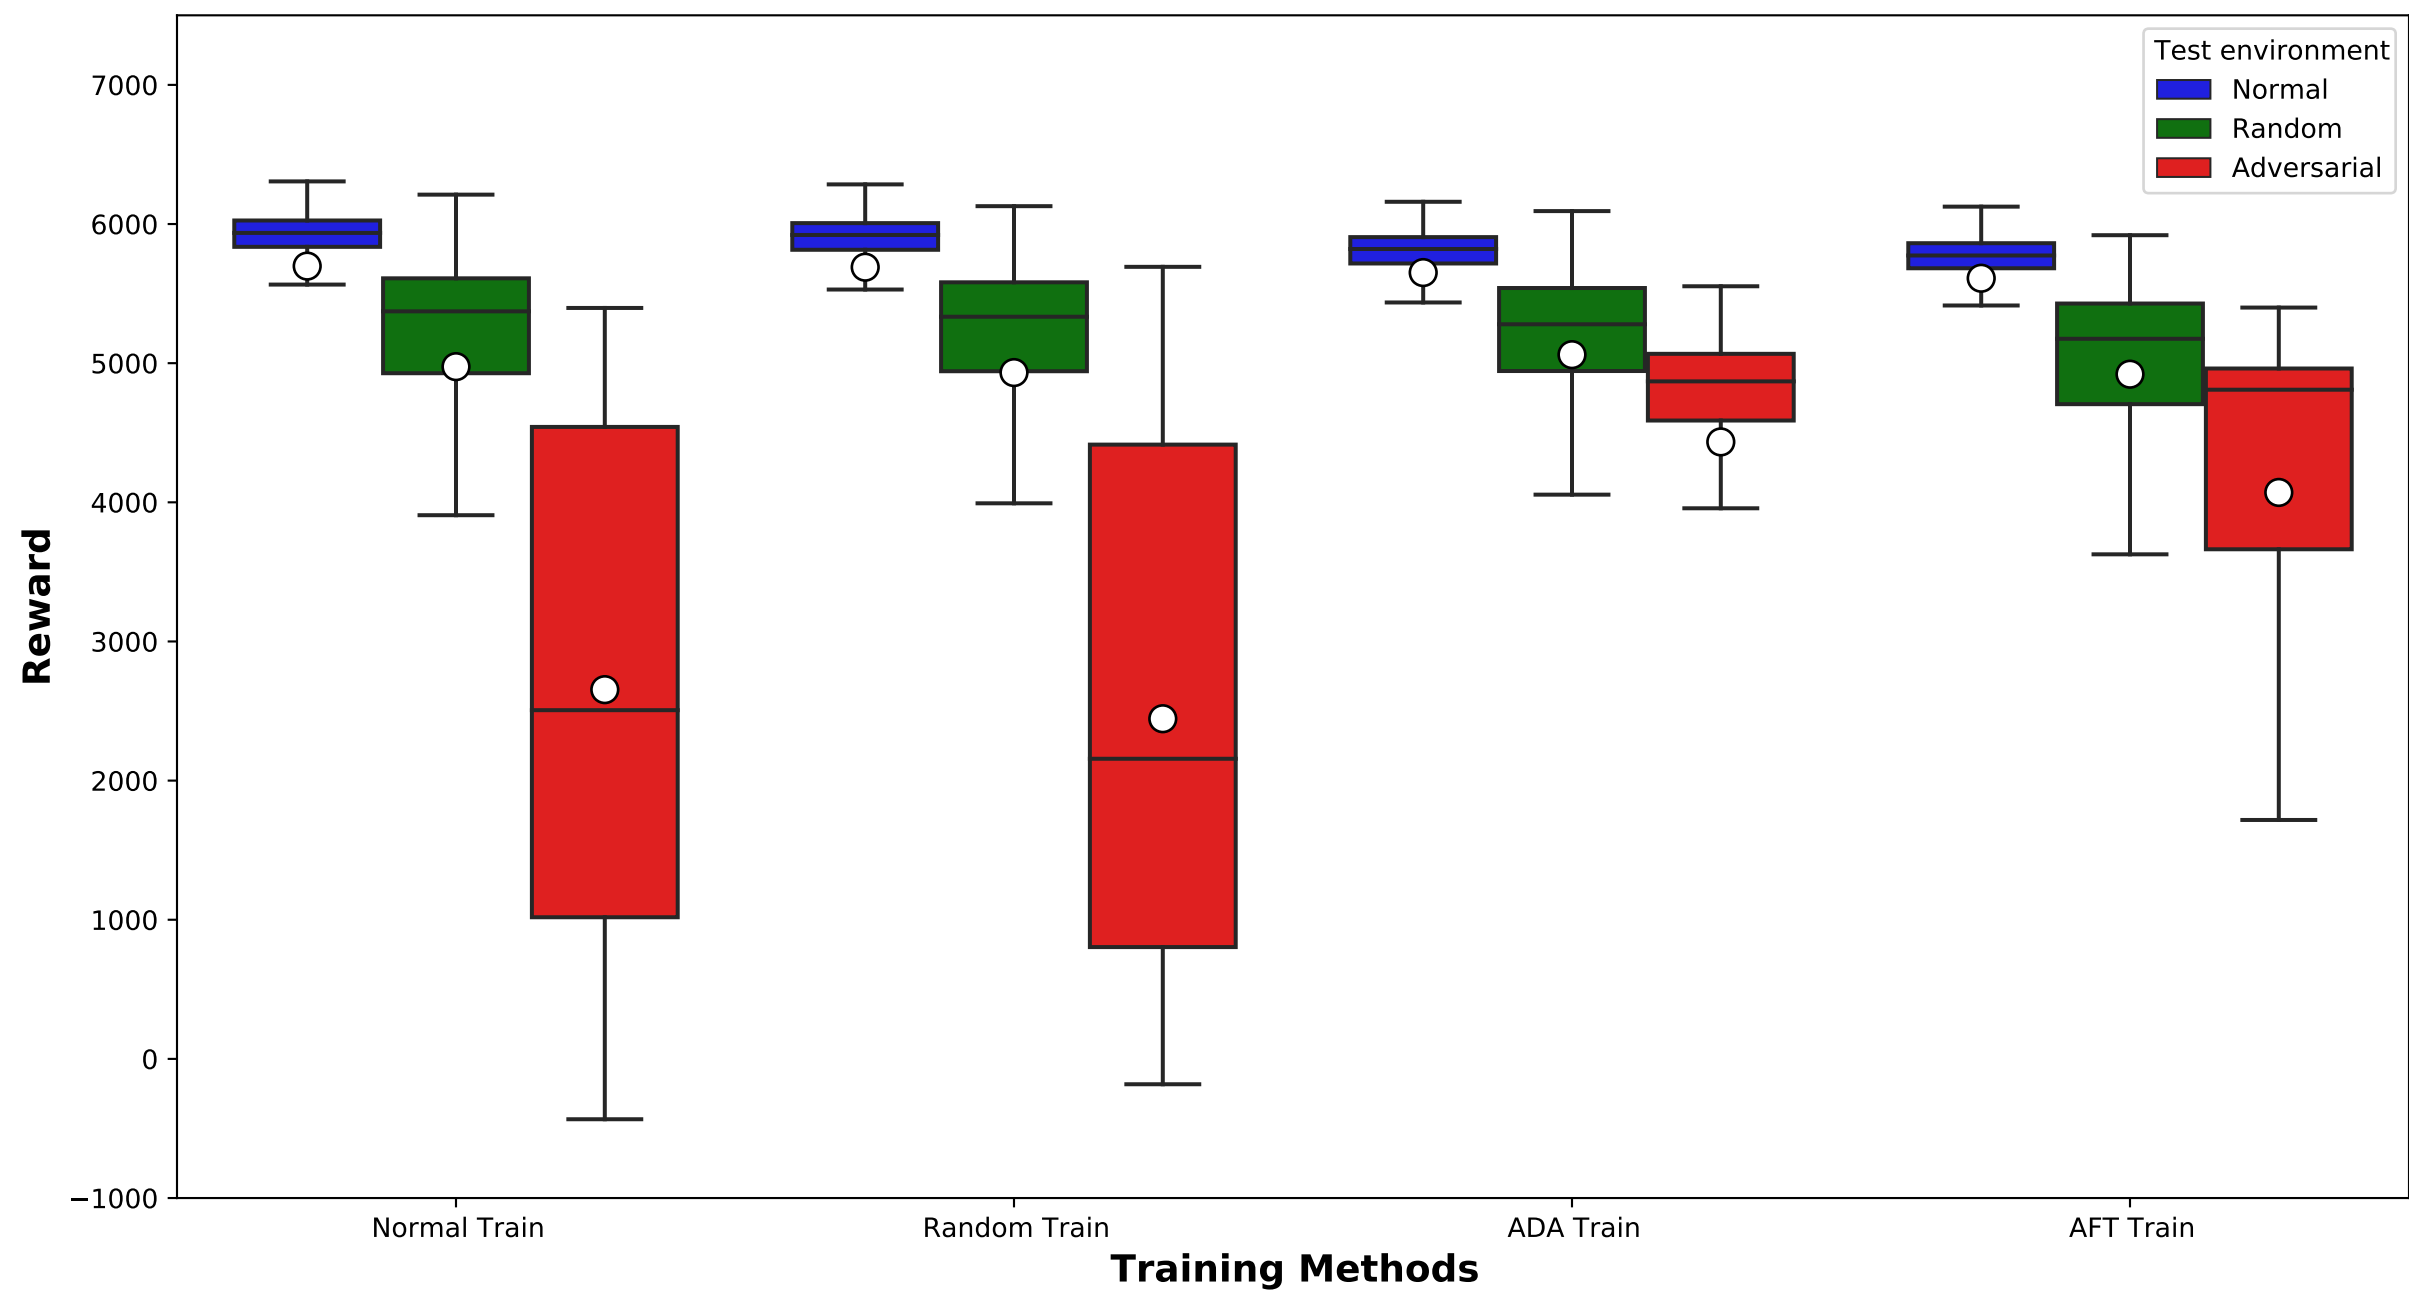 Test environment
Normal
Random
Adversarial
7000
6000
5000
4000
3000
2000
1000
0
−1000
Reward
Normal Train
Random Train
ADA Train
AFT Train
Training Methods